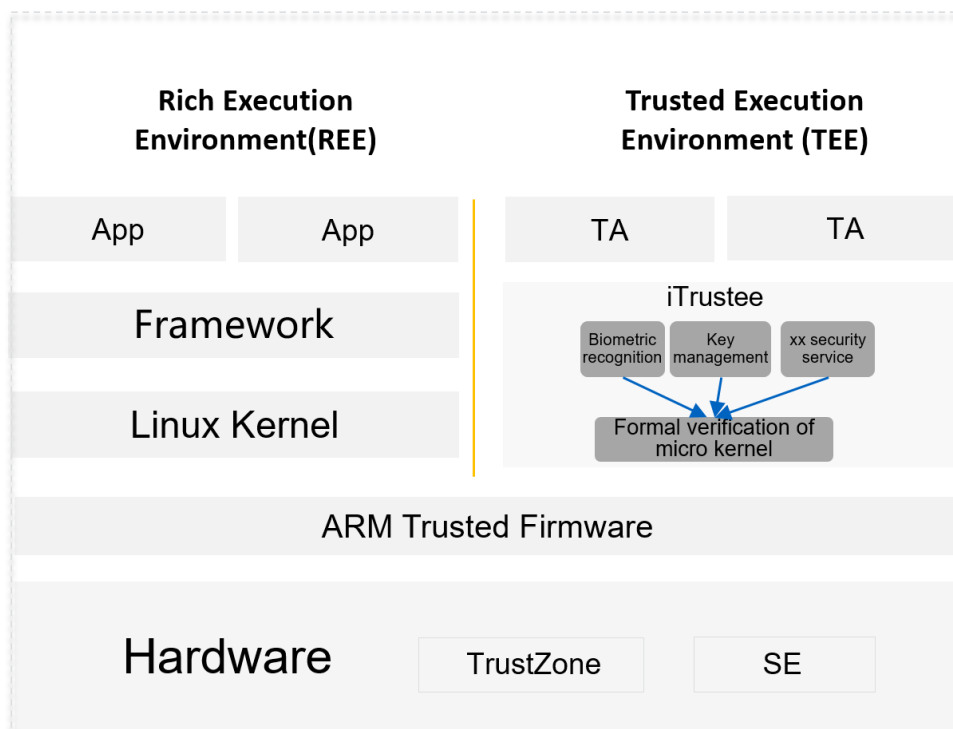 Rich Execution
Environment(REE)
Trusted Execution
Environment (TEE)
App
App
TA
TA
Framework
iTrustee
Biometric
recognition
Key
management
xx security
service
Linux Kernel
Formal verification of
micro kernel
ARM Trusted Firmware
Hardware
TrustZone
SE